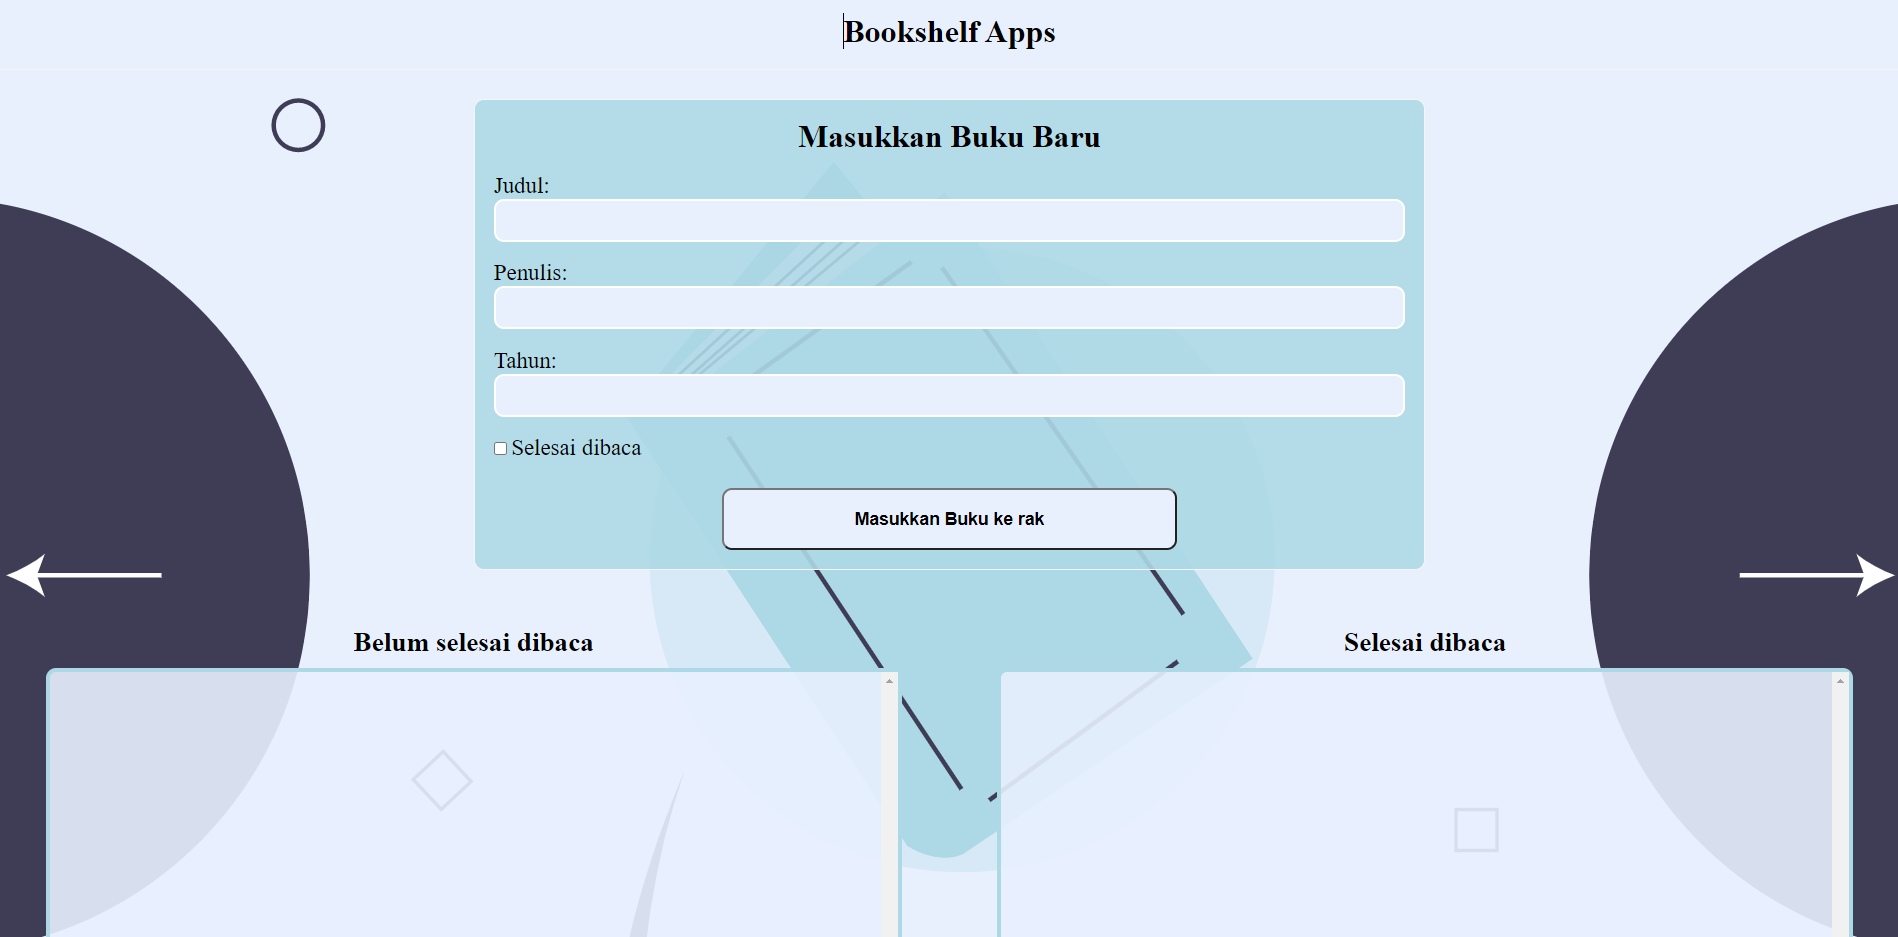 Bookshelf Apps
Masukkan Buku Baru
Judul:
Penulis:
Tahun:
Selesai dibaca
Masukkan Buku ke rak
Belum selesai dibaca
Selesai dibaca